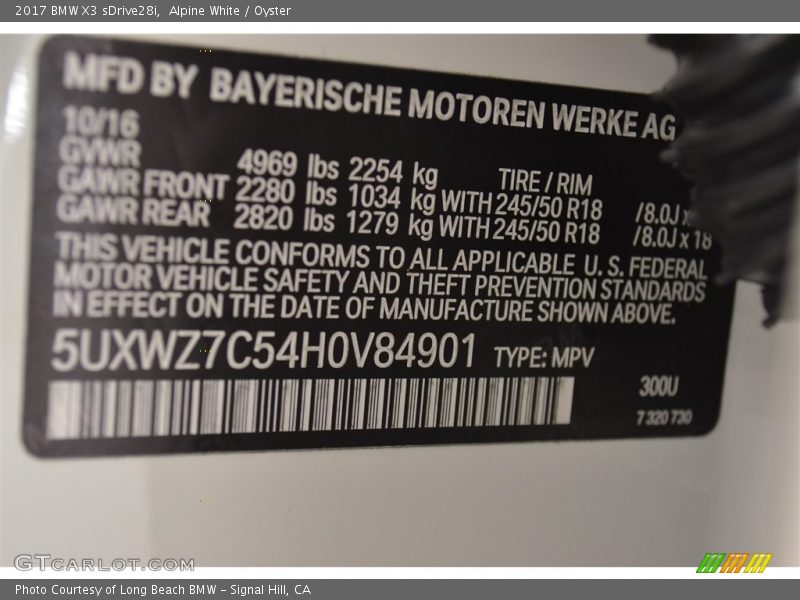 2017 BMW X3 sDrive28i,  Alpine White / Oyster
MFD BY BAYERISCHE MOTOREN WERKE AG
10/16
GVWR 4969 lbs 2254 kg TIRE / RIM
GAWR FRONT 2280 lbs 1034 kg WITH 245/50 R18 /8.0J x
GAWR REAR 2820 lbs 1279 kg WITH 245/50 R18 /8.0J x 18
THIS VEHICLE CONFORMS TO ALL APPLICABLE U. S. FEDERAL
MOTOR VEHICLE SAFETY AND THEFT PREVENTION STANDARDS
IN EFFECT ON THE DATE OF MANUFACTURE SHOWN ABOVE.
5UXWZ7C54H0V84901 TYPE: MPV
300U
7 320 730
GTCARLOT.COM
Photo Courtesy of Long Beach BMW – Signal Hill, CA